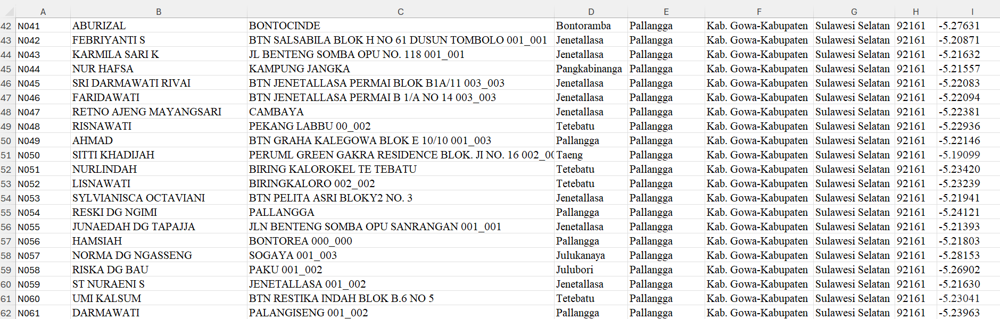 A B C D E F G H I
42 N041 ABURIZAL BONTOCINDE Bontoramba Pallangga Kab. Gowa-Kabupaten Sulawesi Selatan 92161 -5.27631
43 N042 FEBRIYANTI S BTN SALSABILA BLOK H NO 61 DUSUN TOMBOLO 001_001 Jenetallasa Pallangga Kab. Gowa-Kabupaten Sulawesi Selatan 92161 -5.20871
44 N043 KARMILA SARI K JL BENTENG SOMBA OPU NO. 118 001_001 Jenetallasa Pallangga Kab. Gowa-Kabupaten Sulawesi Selatan 92161 -5.21632
45 N044 NUR HAFSA KAMPUNG JANGKA Pangkabinanga Pallangga Kab. Gowa-Kabupaten Sulawesi Selatan 92161 -5.21557
46 N045 SRI DARMAWATI RIVAI BTN JENETALLASA PERMAI BLOK B1A/11 003_003 Jenetallasa Pallangga Kab. Gowa-Kabupaten Sulawesi Selatan 92161 -5.22083
47 N046 FARIDAWATI BTN JENETALLASA PERMAI B 1/A NO 14 003_003 Jenetallasa Pallangga Kab. Gowa-Kabupaten Sulawesi Selatan 92161 -5.22094
48 N047 RETNO AJENG MAYANGSARI CAMBAYA Jenetallasa Pallangga Kab. Gowa-Kabupaten Sulawesi Selatan 92161 -5.22381
49 N048 RISNAWATI PEKANG LABBU 00_002 Tetebatu Pallangga Kab. Gowa-Kabupaten Sulawesi Selatan 92161 -5.22936
50 N049 AHMAD BTN GRAHA KALEGOWA BLOK E 10/10 001_003 Pallangga Pallangga Kab. Gowa-Kabupaten Sulawesi Selatan 92161 -5.22146
51 N050 SITTI KHADIJAH PERUML GREEN GAKRA RESIDENCE BLOK. JI NO. 16 002_00 Taeng Pallangga Kab. Gowa-Kabupaten Sulawesi Selatan 92161 -5.19099
52 N051 NURLINDAH BIRING KALOROKEL TE TEBATU Tetebatu Pallangga Kab. Gowa-Kabupaten Sulawesi Selatan 92161 -5.23420
53 N052 LISNAWATI BIRINGKALORO 002_002 Tetebatu Pallangga Kab. Gowa-Kabupaten Sulawesi Selatan 92161 -5.23239
54 N053 SYLVIANISCA OCTAVIANI BTN PELITA ASRI BLOKY2 NO. 3 Jenetallasa Pallangga Kab. Gowa-Kabupaten Sulawesi Selatan 92161 -5.21941
55 N054 RESKI DG NGIMI PALLANGGA Pallangga Pallangga Kab. Gowa-Kabupaten Sulawesi Selatan 92161 -5.24121
56 N055 JUNAEDAH DG TAPAJJA JLN BENTENG SOMBA OPU SANRANGAN 001_001 Jenetallasa Pallangga Kab. Gowa-Kabupaten Sulawesi Selatan 92161 -5.21393
57 N056 HAMSIAH BONTOREA 000_000 Pallangga Pallangga Kab. Gowa-Kabupaten Sulawesi Selatan 92161 -5.21803
58 N057 NORMA DG NGASSENG SOGAYA 001_003 Julukanaya Pallangga Kab. Gowa-Kabupaten Sulawesi Selatan 92161 -5.28153
59 N058 RISKA DG BAU PAKU 001_002 Julubori Pallangga Kab. Gowa-Kabupaten Sulawesi Selatan 92161 -5.26902
60 N059 ST NURAENI S JENETALLASA 001_002 Jenetallasa Pallangga Kab. Gowa-Kabupaten Sulawesi Selatan 92161 -5.21630
61 N060 UMI KALSUM BTN RESTIKA INDAH BLOK B.6 NO 5 Tetebatu Pallangga Kab. Gowa-Kabupaten Sulawesi Selatan 92161 -5.23041
62 N061 DARMAWATI PALANGISENG 001_002 Pallangga Pallangga Kab. Gowa-Kabupaten Sulawesi Selatan 92161 -5.23963